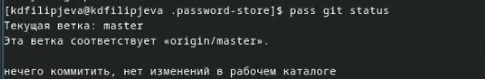 [kdfilipjeva@kdfilipjeva .password-store]$ pass git status
Текущая ветка: master
Эта ветка соответствует «origin/master».
нечего коммитить, нет изменений в рабочем каталоге